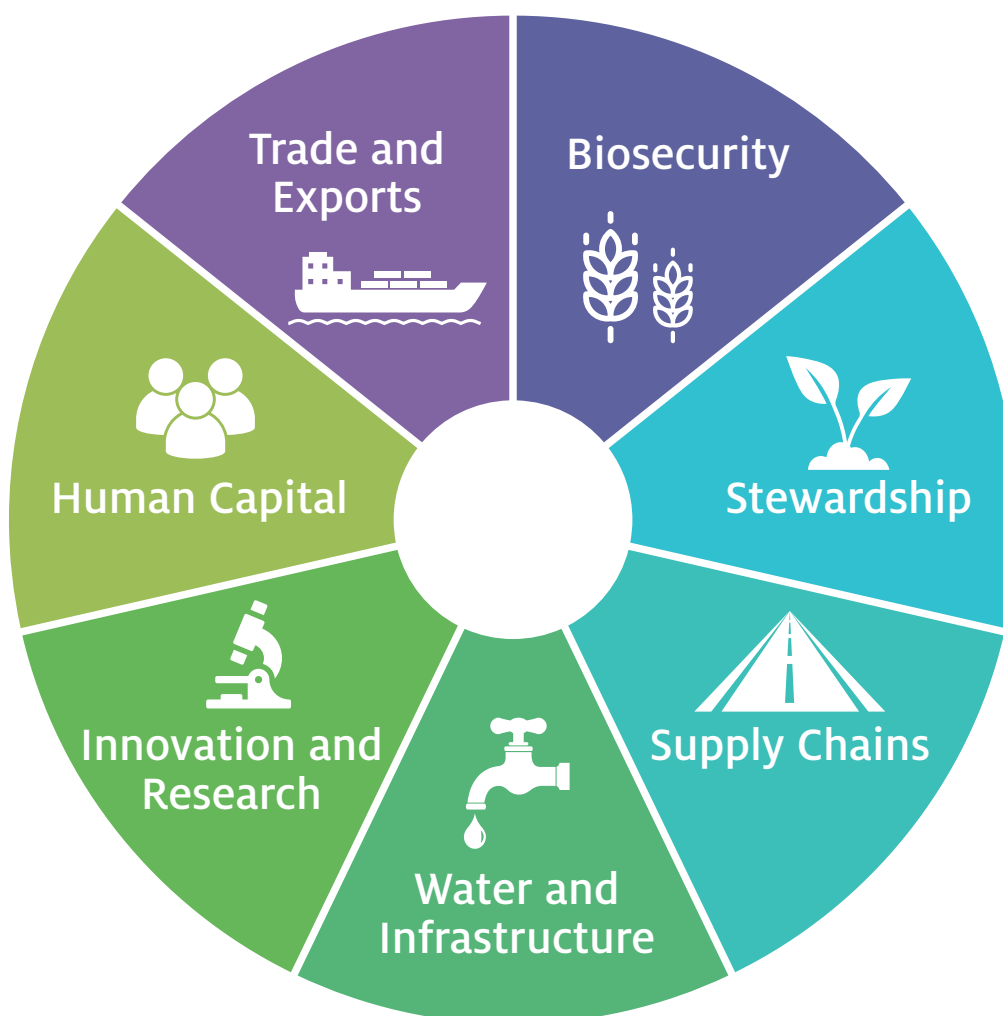 Trade and
Exports
Biosecurity
Stewardship
Supply Chains
Water and
Infrastructure
Innovation and
Research
Human Capital